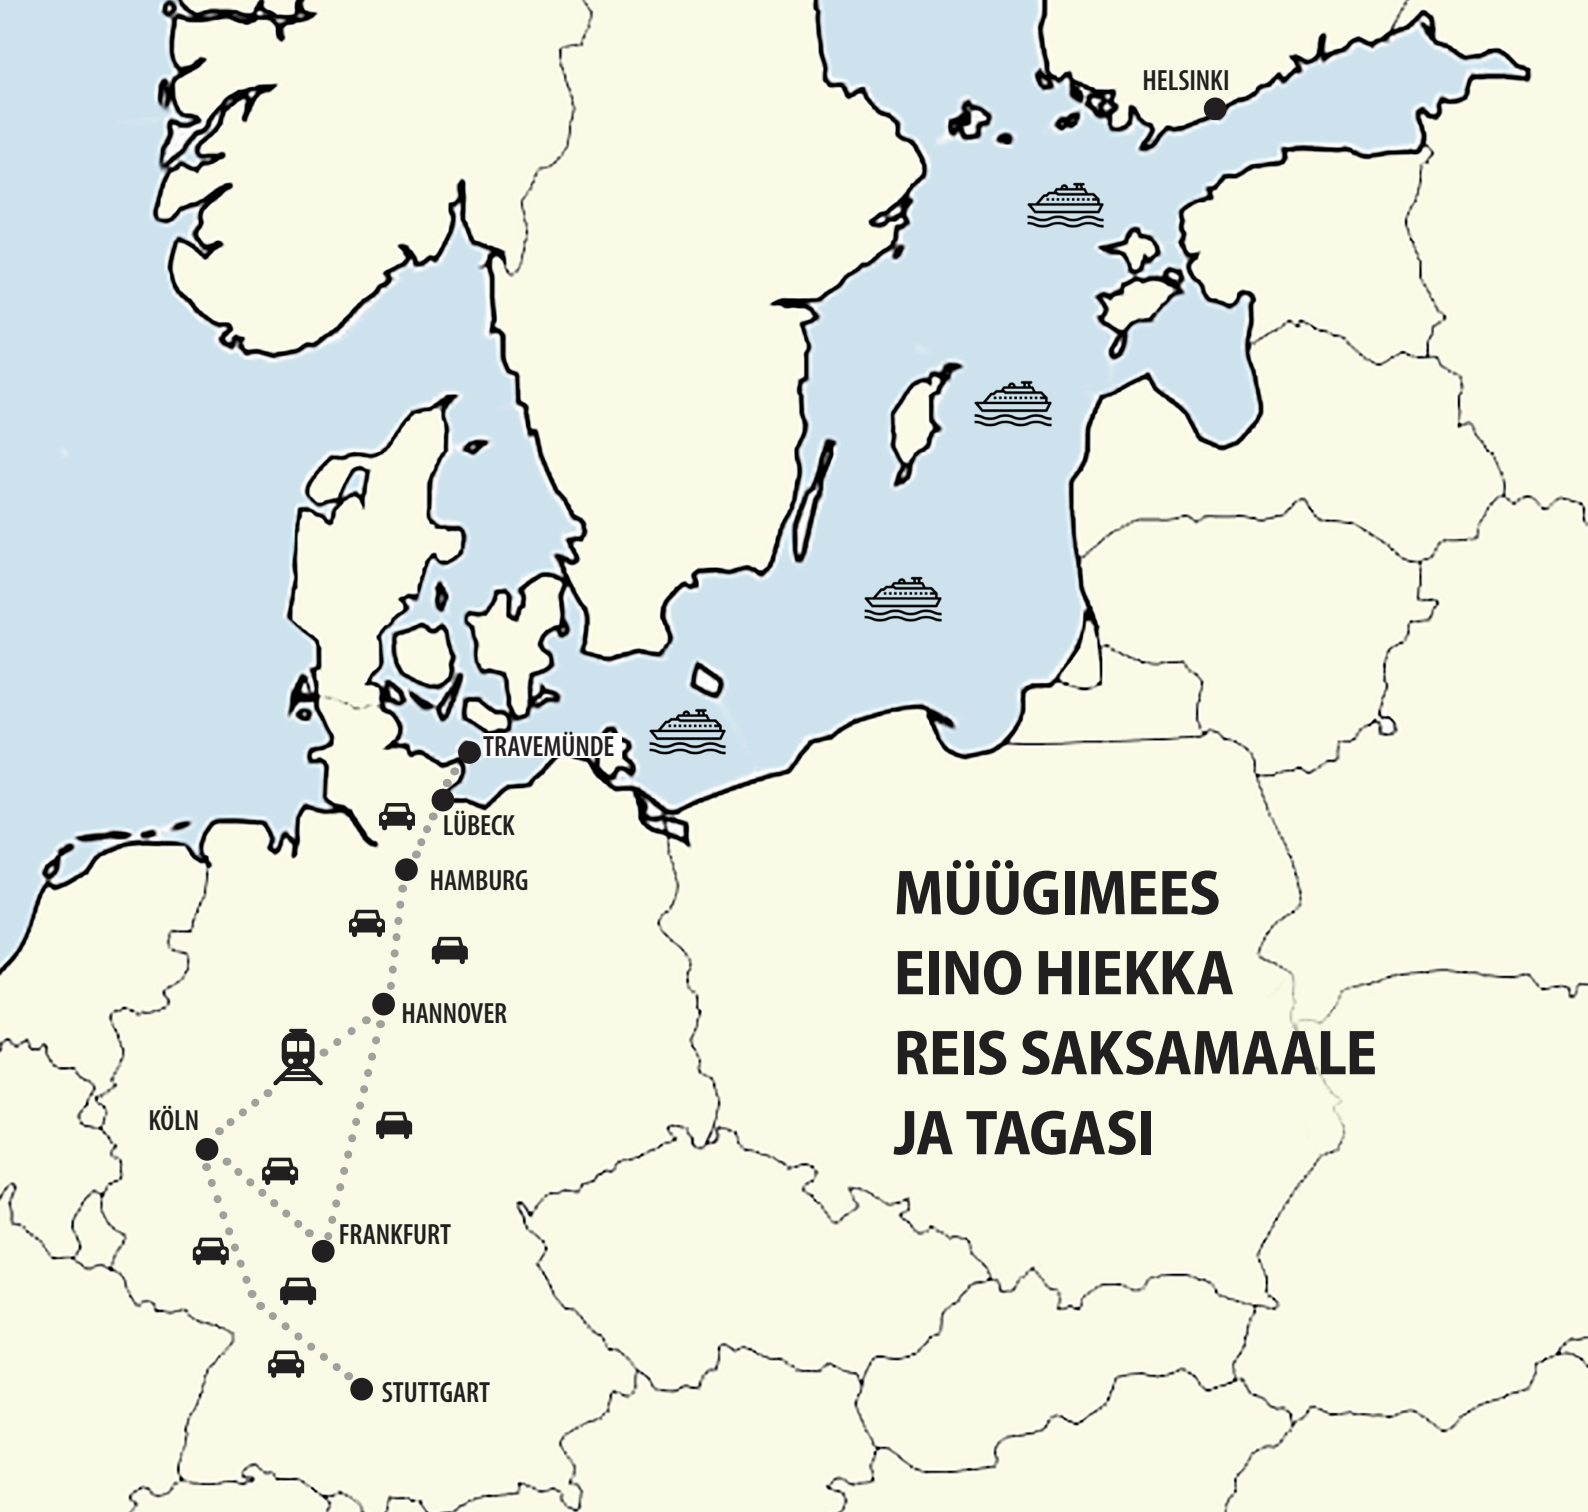 HELSINKI
TRAVEMÜNDE
LÜBECK
HAMBURG
MÜÜGIMEES
EINO HIEKKA
REIS SAKSAMAALE
JA TAGASI
HANNOVER
KÖLN
FRANKFURT
STUTTGART